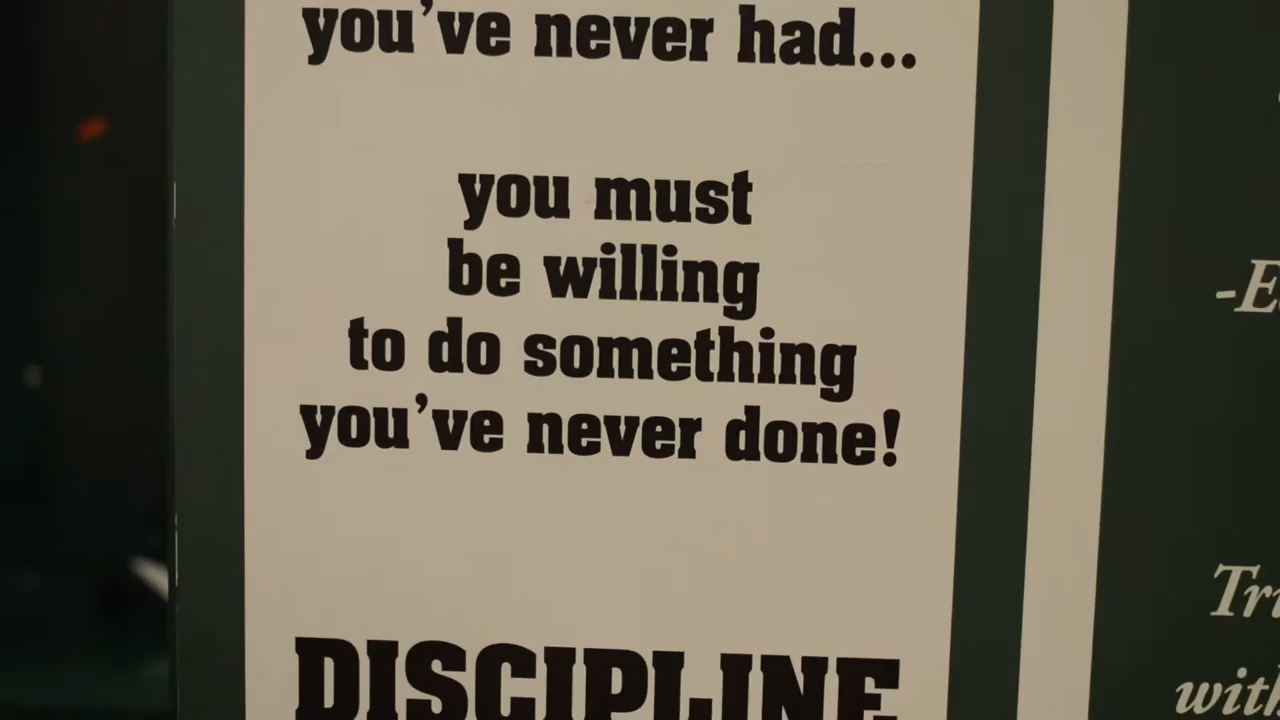 you've never had...
you must
be willing
to do something
you've never done!
DISCIPLINE